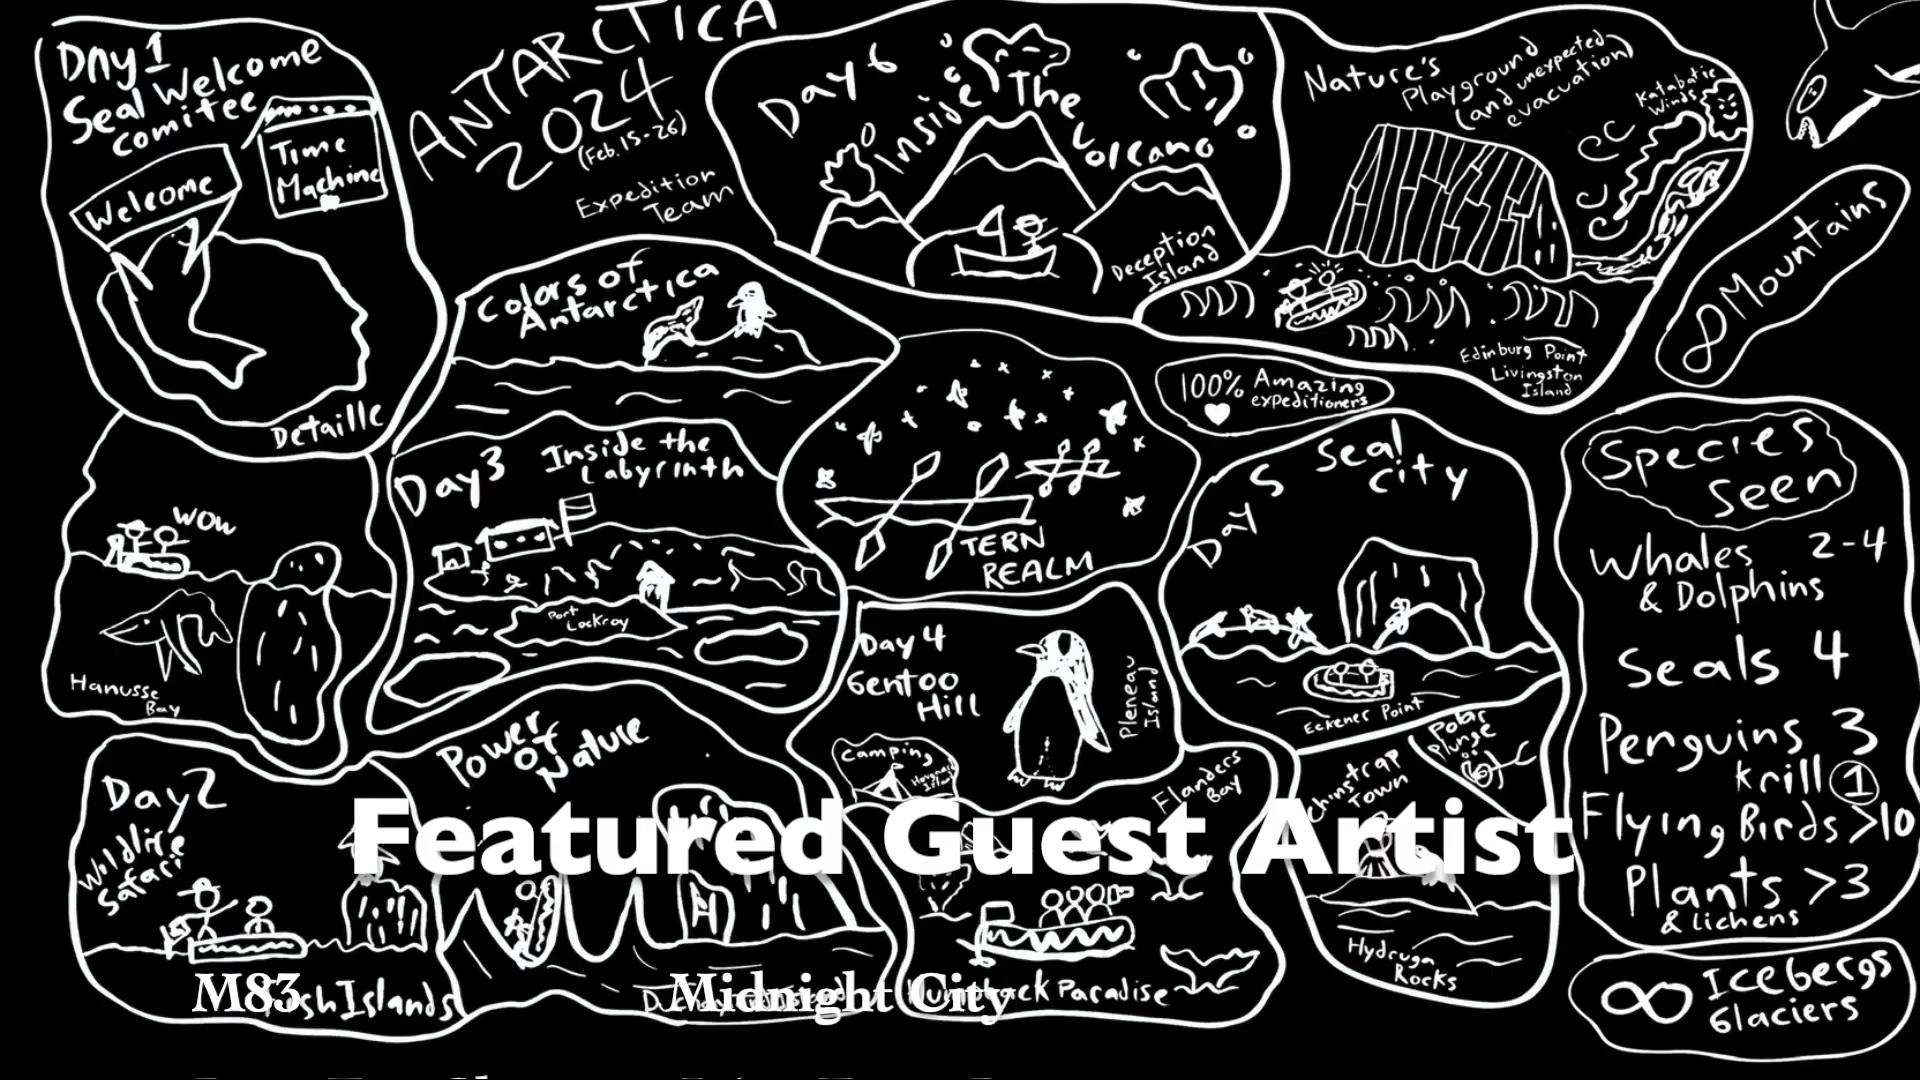 DAy 1
Seal Welcome
comitee
Time
Machine
Welcome
Detaille
ANTARCTICA
2024
(Feb. 15-26)
Expedition
Team
Day 6
Inside The
Volcano
Deception
Island
Nature's
Playground
(and unexpected
evacuation)
Katabatic
Winds
Edinburg Point
Livingston
Island
8 Mountains
Colors of
Antarctica
100% Amazing
expeditioners
WOW
Hanusse
Bay
Day 3 Inside the
Labyrinth
Port
Lockroy
TERN
REALM
Day 5
Seal
city
Eckener Point
Species
Seen
Whales 2-4
& Dolphins
Seals 4
Penguins 3
Krill 1
Flying Birds >10
Plants >3
& lichens
Day 4
Gentoo
Hill
Pleneau
Island
Camping
Day 2
Wildlife
Safari
Fish Islands
Power
of
Nature
Flanders
Bay
Humpback Paradise
Polar
Plunge
Chinstrap
Town
Hydruga
Rocks
∞ Icebergs
Glaciers
Featured Guest Artist
M83 Midnight City